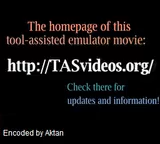 The homepage of this
tool-assisted emulator movie:
http://TASvideos.org/
Check there for
updates and information!
Encoded by Aktan